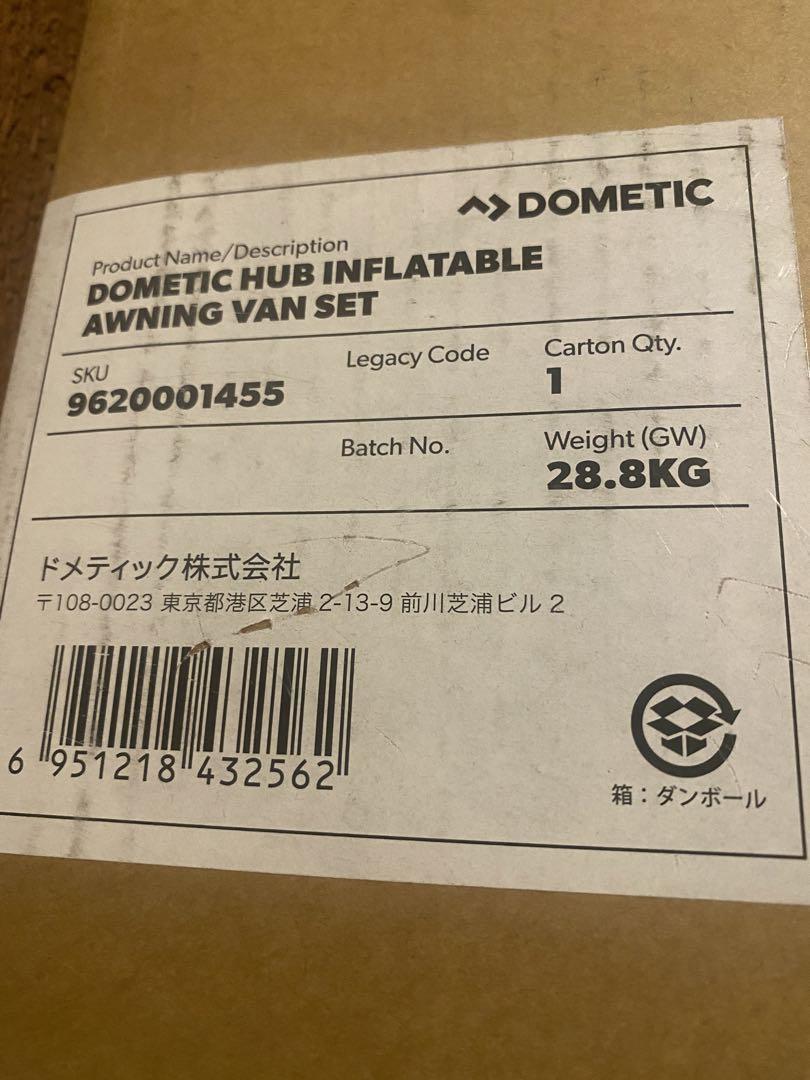 DOMETIC
Product Name/Description
DOMETIC HUB INFLATABLE
AWNING VAN SET
SKU
9620001455
Legacy Code
Carton Qty.
1
Batch No.
Weight (GW)
28.8KG
ドメティック株式会社
〒108-0023 東京都港区芝浦 2-13-9 前川芝浦ビル 2
6 951218 432562
箱：ダンボール